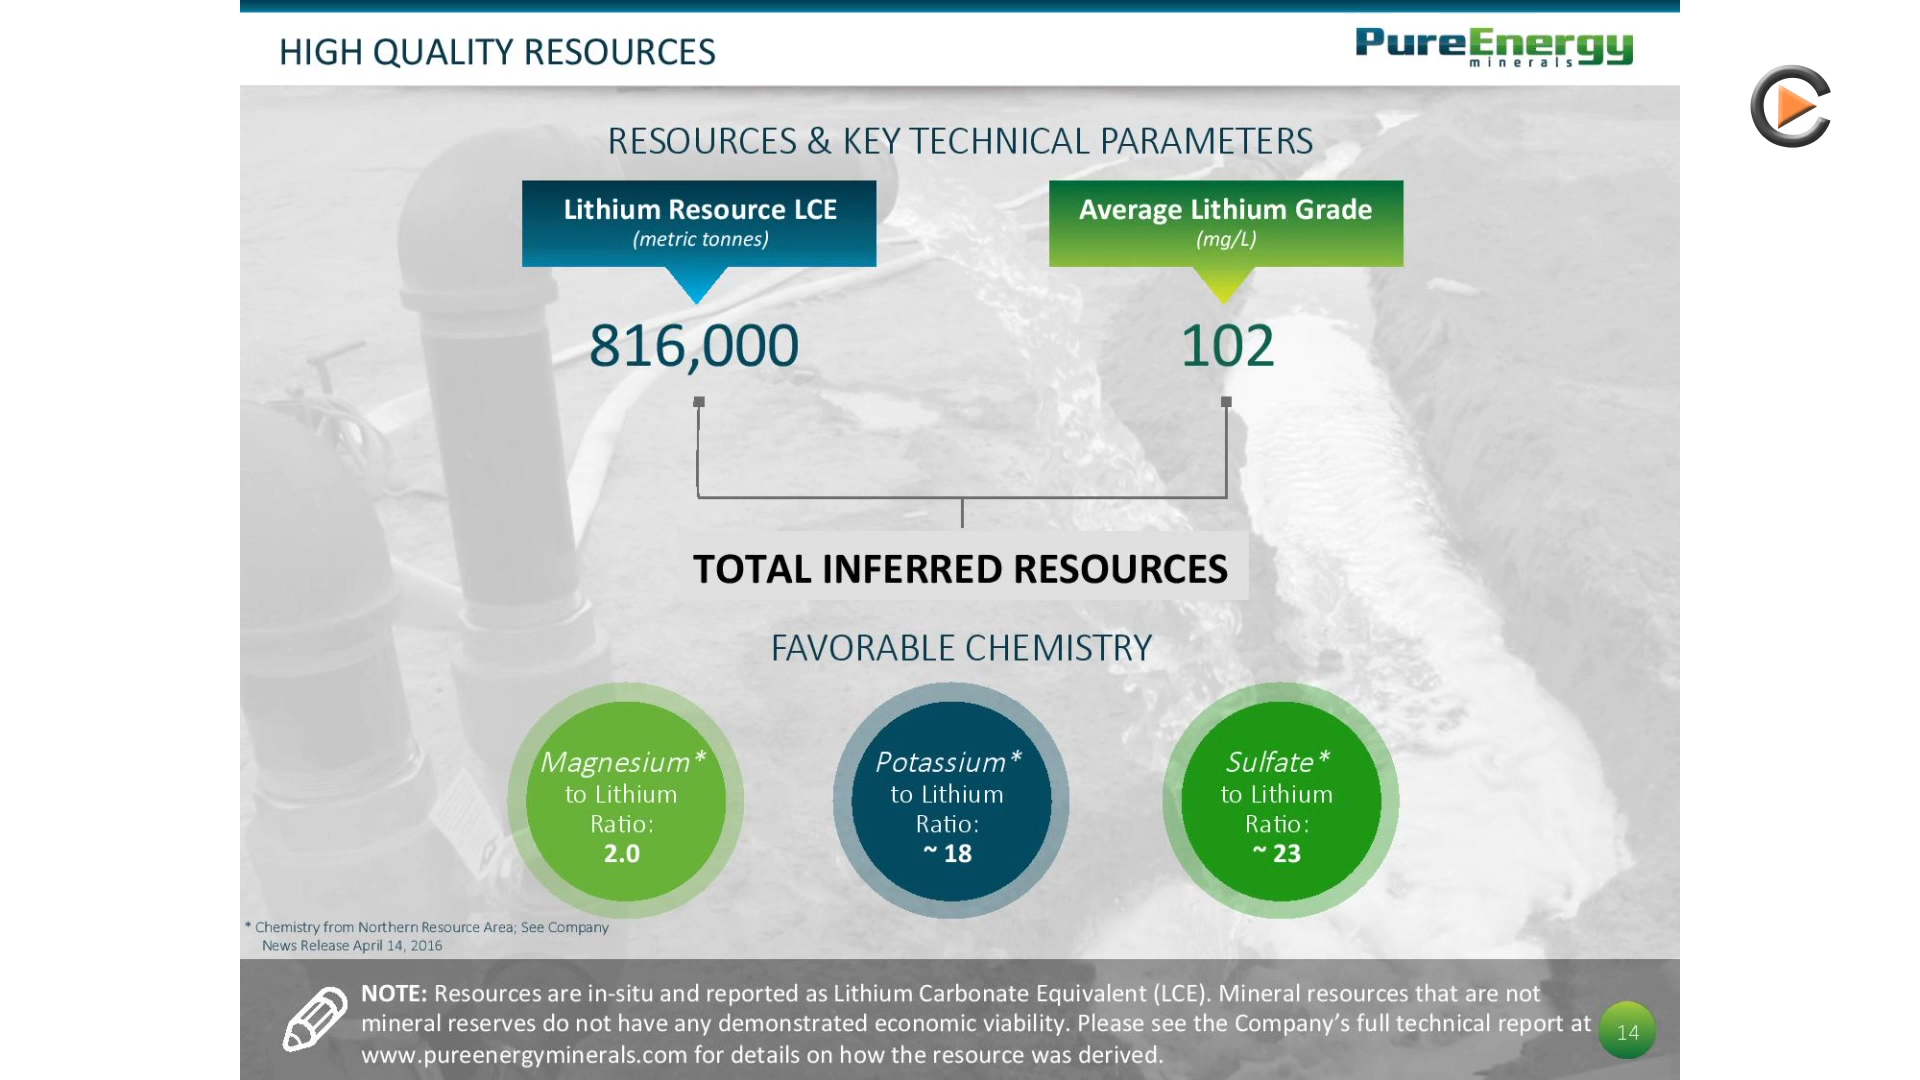 HIGH QUALITY RESOURCES
PureEnergy
minerals
RESOURCES & KEY TECHNICAL PARAMETERS
Lithium Resource LCE
(metric tonnes)
Average Lithium Grade
(mg/L)
816,000
102
TOTAL INFERRED RESOURCES
FAVORABLE CHEMISTRY
Magnesium*
to Lithium
Ratio:
2.0
Potassium*
to Lithium
Ratio:
~ 18
Sulfate*
to Lithium
Ratio:
~ 23
* Chemistry from Northern Resource Area; See Company
News Release April 14, 2016
NOTE: Resources are in-situ and reported as Lithium Carbonate Equivalent (LCE). Mineral resources that are not
mineral reserves do not have any demonstrated economic viability. Please see the Company’s full technical report at
www.pureenergyminerals.com for details on how the resource was derived.
14